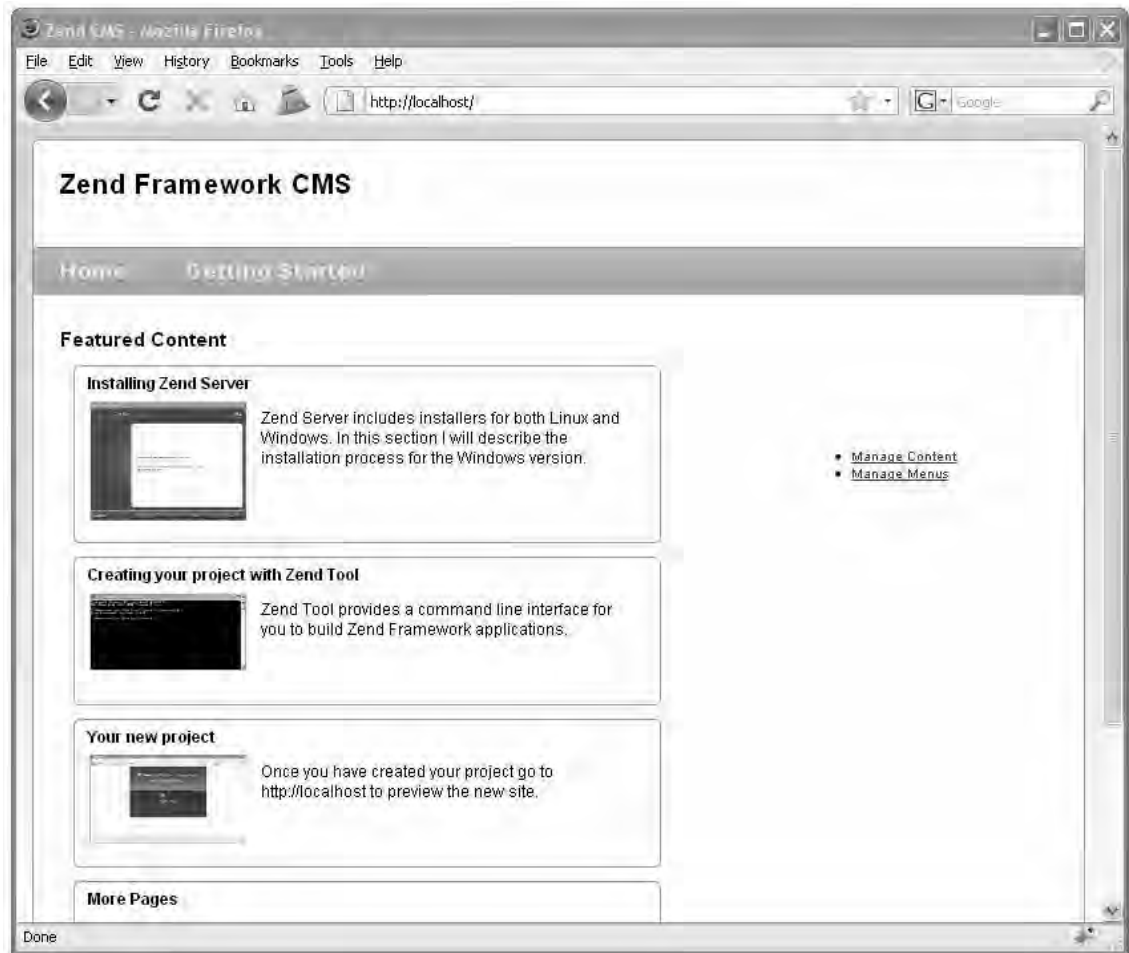 Zend CMS - Mozilla Firefox
File Edit View History Bookmarks Tools Help
http://localhost/
G Google
Zend Framework CMS
Home Getting Started
Featured Content
Installing Zend Server
Zend Server includes installers for both Linux and
Windows. In this section I will describe the
installation process for the Windows version.
Creating your project with Zend Tool
Zend Tool provides a command line interface for
you to build Zend Framework applications.
Your new project
Once you have created your project go to
http://localhost to preview the new site.
More Pages
• Manage Content
• Manage Menus
Done